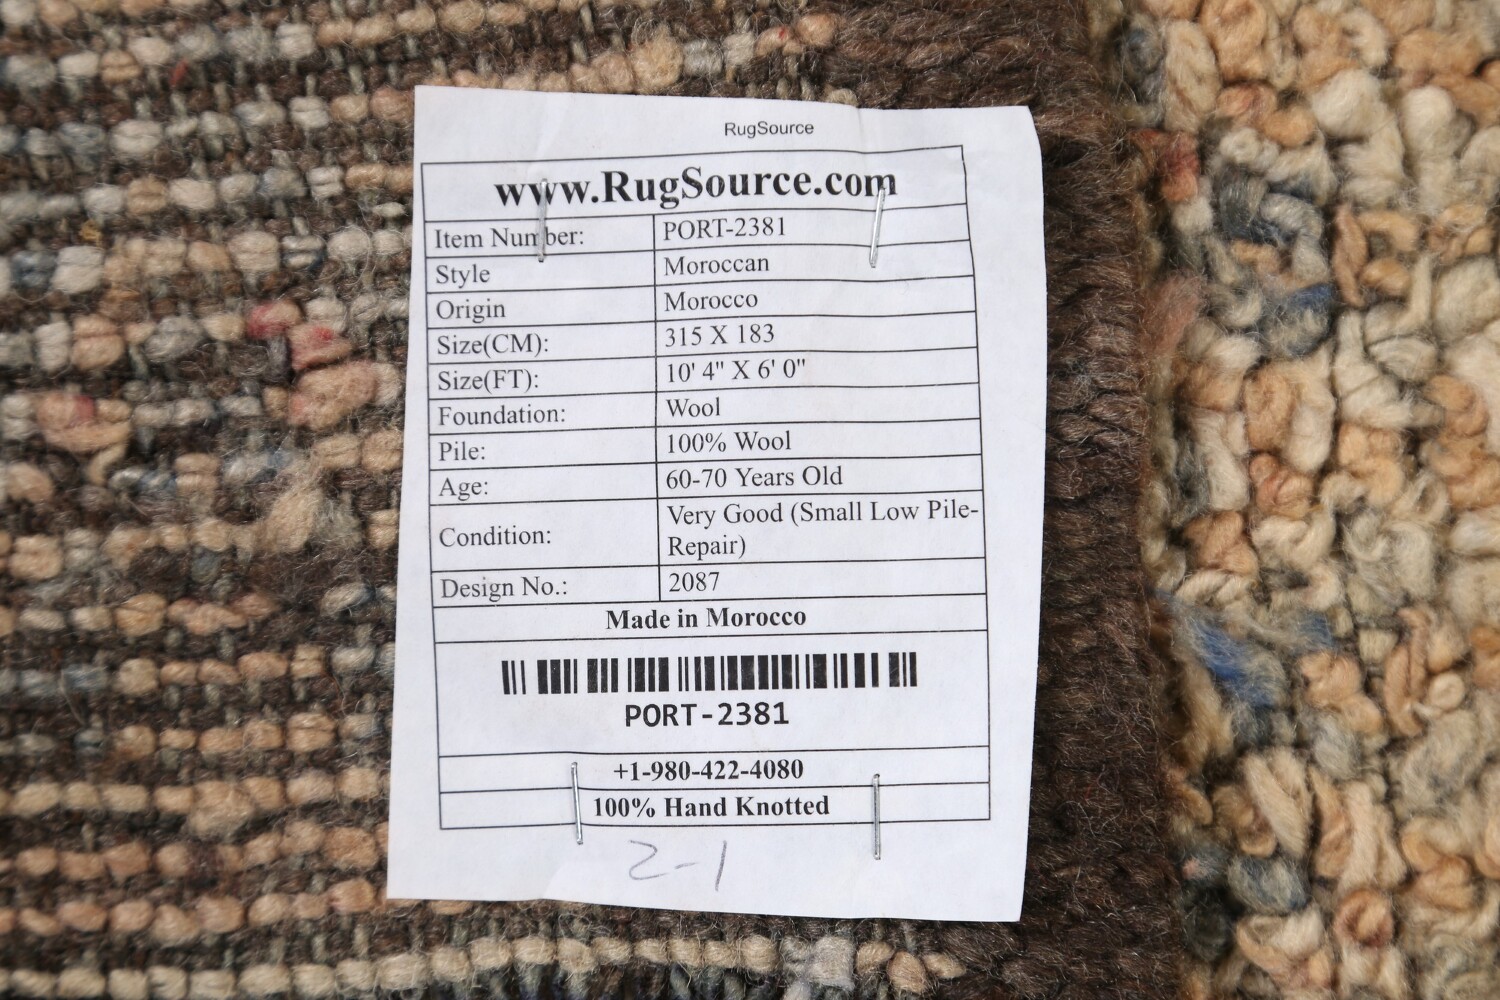 RugSource
www.RugSource.com
Item Number: PORT-2381
Style Moroccan
Origin Morocco
Size(CM): 315 X 183
Size(FT): 10' 4" X 6' 0"
Foundation: Wool
Pile: 100% Wool
Age: 60-70 Years Old
Condition: Very Good (Small Low Pile-
Repair)
Design No.: 2087
Made in Morocco
PORT-2381
+1-980-422-4080
100% Hand Knotted
2-1